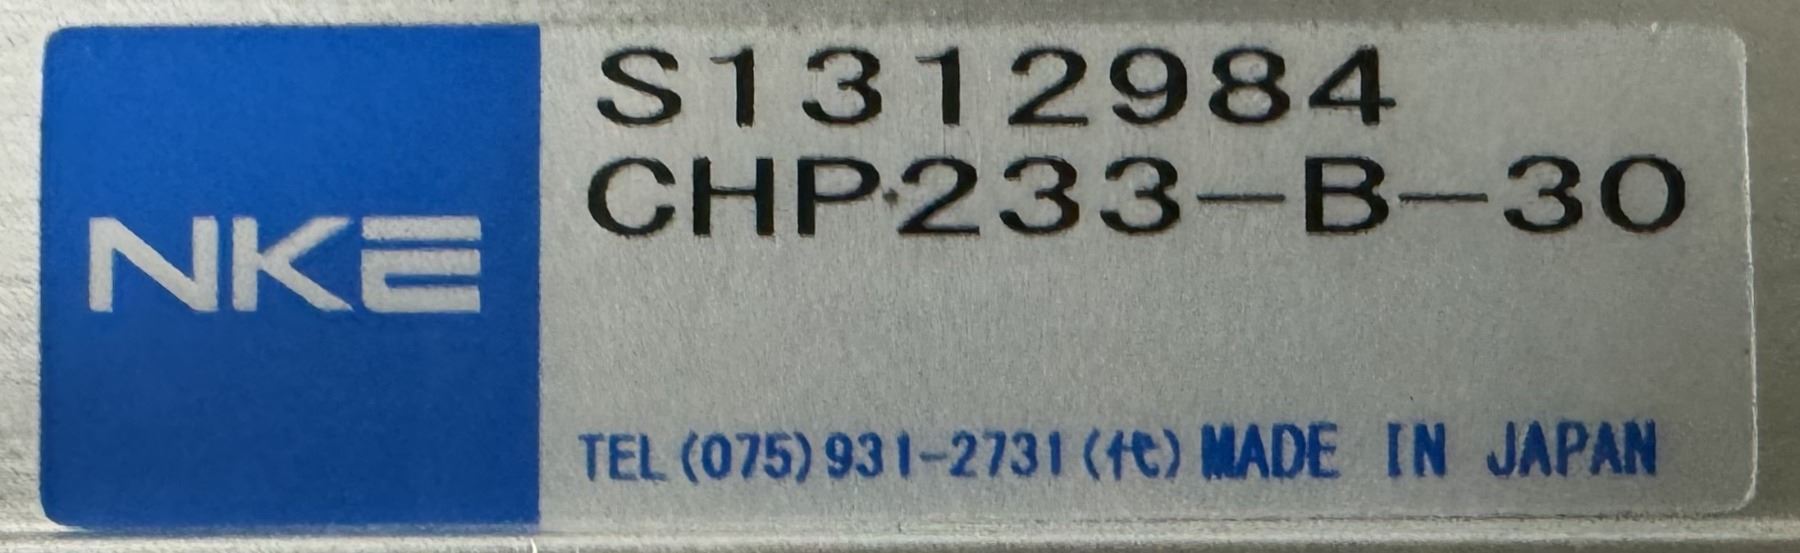 NKE
S1312984
CHP233-B-30
TEL(075)931-2731(代)MADE IN JAPAN